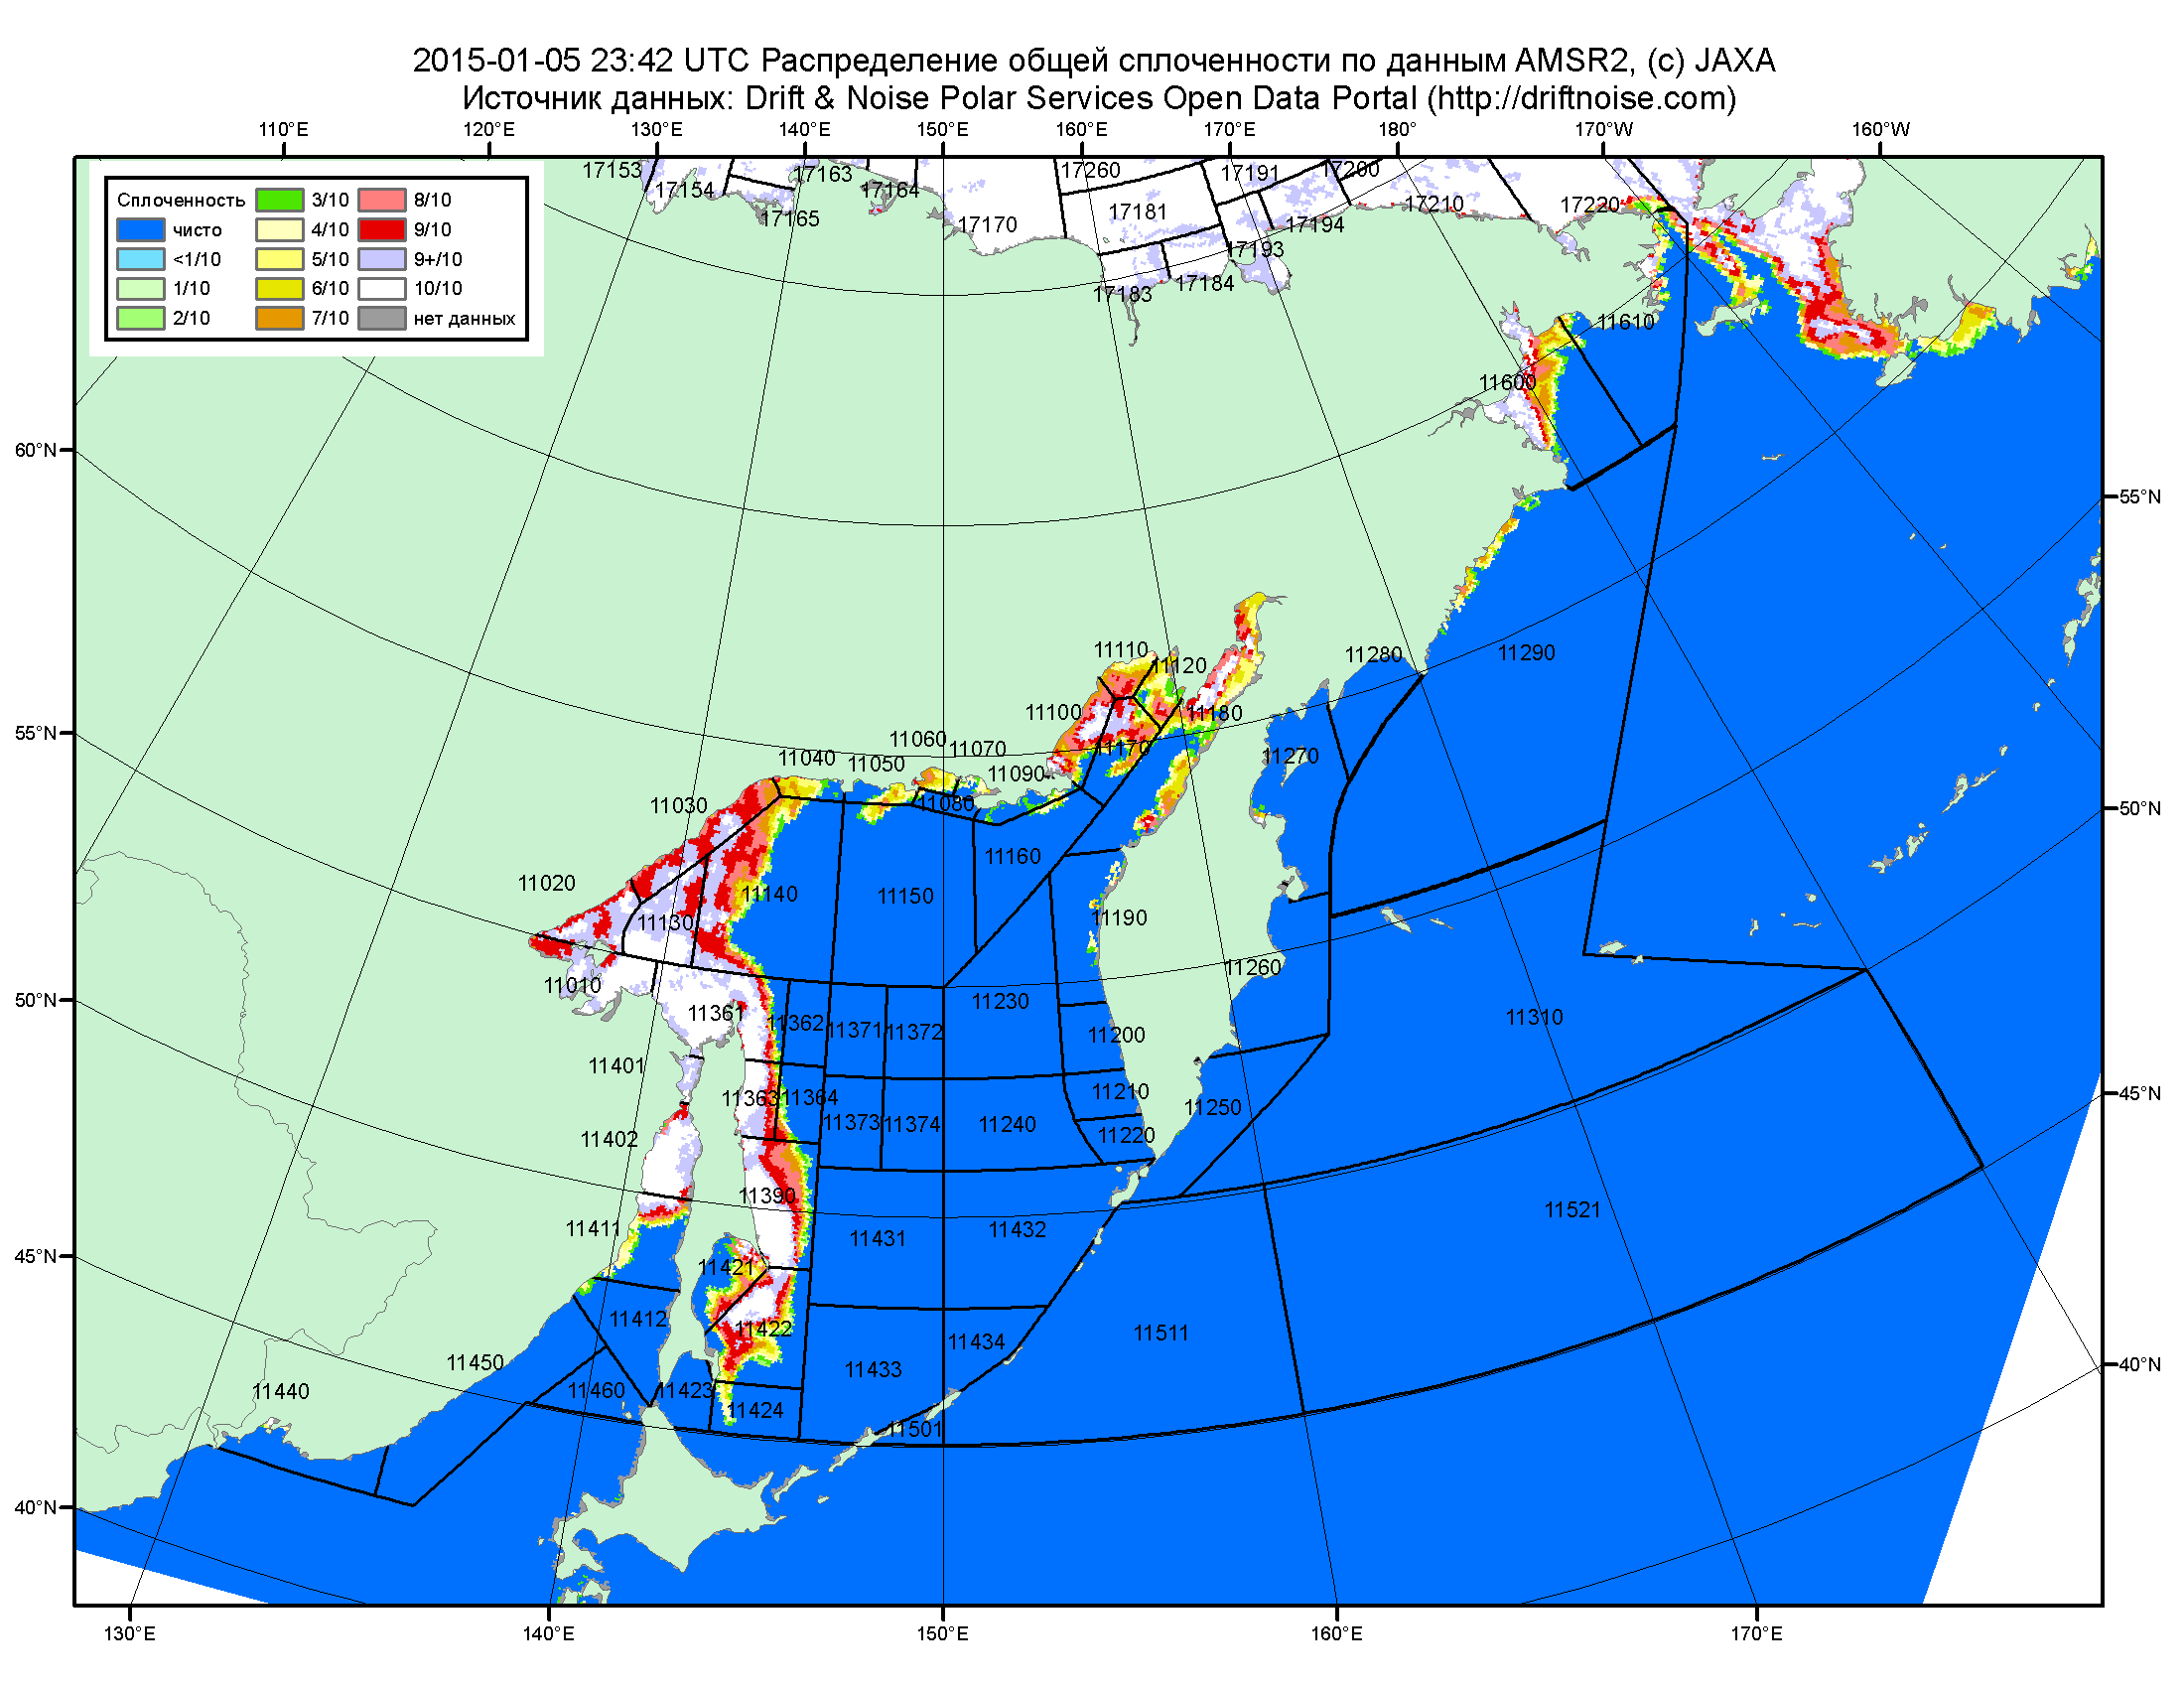 2015-01-05 23:42 UTC Распределение общей сплоченности по данным AMSR2, (c) JAXA
Источник данных: Drift & Noise Polar Services Open Data Portal (http://driftnoise.com)
110°E 120°E 130°E 140°E 150°E 160°E 170°E 180° 170°W 160°W
Сплоченность
чисто
<1/10
1/10
2/10
3/10
4/10
5/10
6/10
7/10
8/10
9/10
9+/10
10/10
нет данных
17153 17154 17163 17164 17165 17170 17260 17181 17191 17200 17210 17220
17183 17184 17193 17194
11610
11600
60°N
55°N
11110 11120 11280 11290
11100 11180
55°N
11060 11070 11170 11270
11040 11050 11090
11030 11080
50°N
11160
11020 11140 11150
11130 11190
11010 11260
50°N
11361 11362 11371 11372 11230 11200 11310
11401 11363 11364 11373 11374 11240 11210 11250
45°N
11402 11220
11390
11411 11431 11432 11521
45°N
11421
11412 11422 11434 11511
11450 11433
40°N
11440 11460 11423 11424
11501
40°N
130°E 140°E 150°E 160°E 170°E